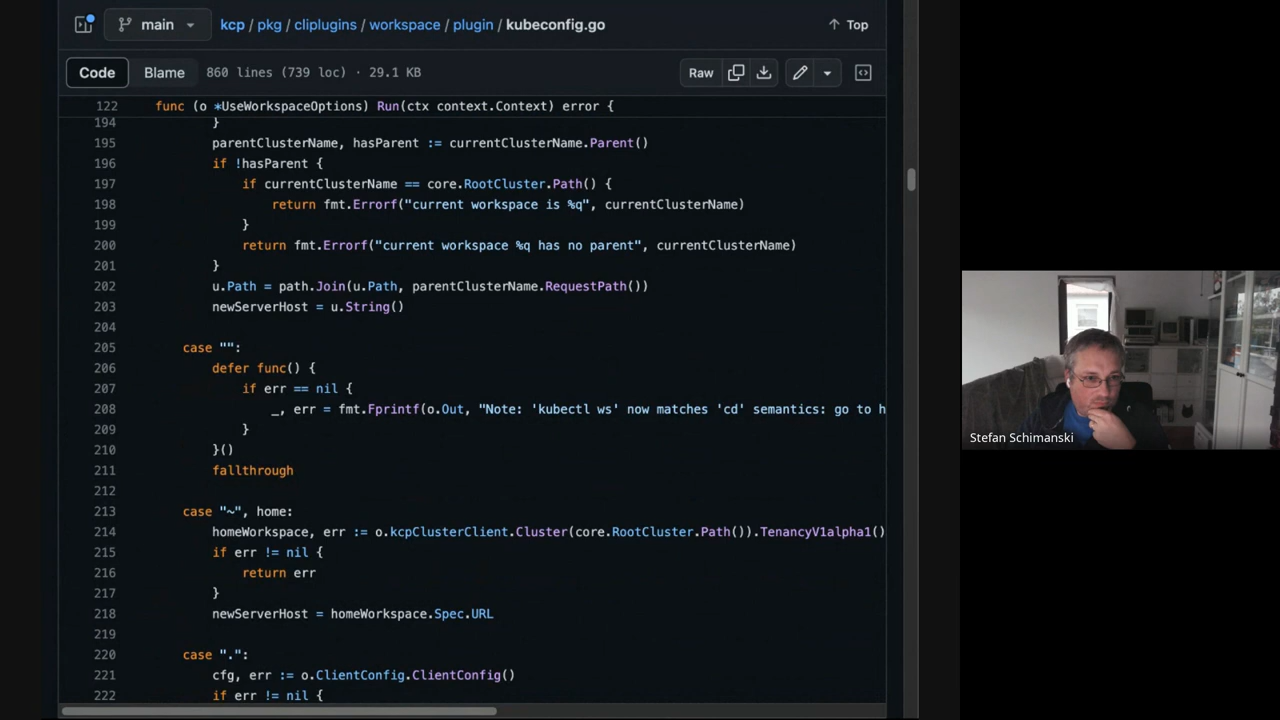 main
kcp / pkg / cliplugins / workspace / plugin / kubeconfig.go
Top
Code Blame 860 lines (739 loc) · 29.1 KB
Raw
122 func (o *UseWorkspaceOptions) Run(ctx context.Context) error {
194 }
195 parentClusterName, hasParent := currentClusterName.Parent()
196 if !hasParent {
197 if currentClusterName == core.RootCluster.Path() {
198 return fmt.Errorf("current workspace is %q", currentClusterName)
199 }
200 return fmt.Errorf("current workspace %q has no parent", currentClusterName)
201 }
202 u.Path = path.Join(u.Path, parentClusterName.RequestPath())
203 newServerHost = u.String()
204
205 case "":
206 defer func() {
207 if err == nil {
208 _, err = fmt.Fprintf(o.Out, "Note: 'kubectl ws' now matches 'cd' semantics: go to h
209 }
210 }()
211 fallthrough
212
213 case "~", home:
214 homeWorkspace, err := o.kcpClusterClient.Cluster(core.RootCluster.Path()).TenancyV1alpha1()
215 if err != nil {
216 return err
217 }
218 newServerHost = homeWorkspace.Spec.URL
219
220 case ".":
221 cfg, err := o.ClientConfig.ClientConfig()
222 if err != nil {
Stefan Schimanski